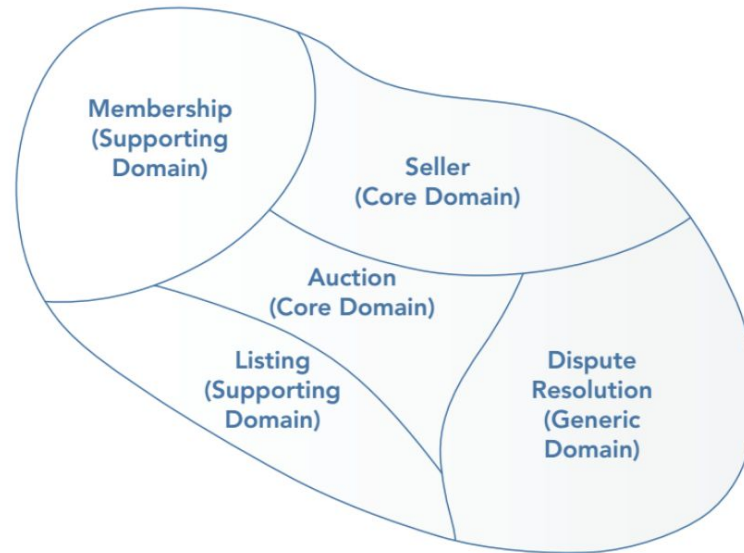 Membership
(Supporting
Domain)
Seller
(Core Domain)
Auction
(Core Domain)
Listing
(Supporting
Domain)
Dispute
Resolution
(Generic
Domain)